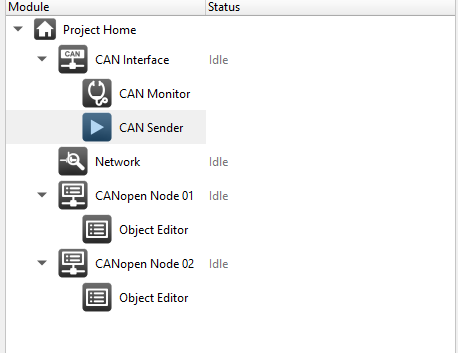 Module Status
Project Home
CAN
CAN Interface Idle
CAN Monitor
CAN Sender
Network Idle
CANopen Node 01 Idle
Object Editor
CANopen Node 02 Idle
Object Editor